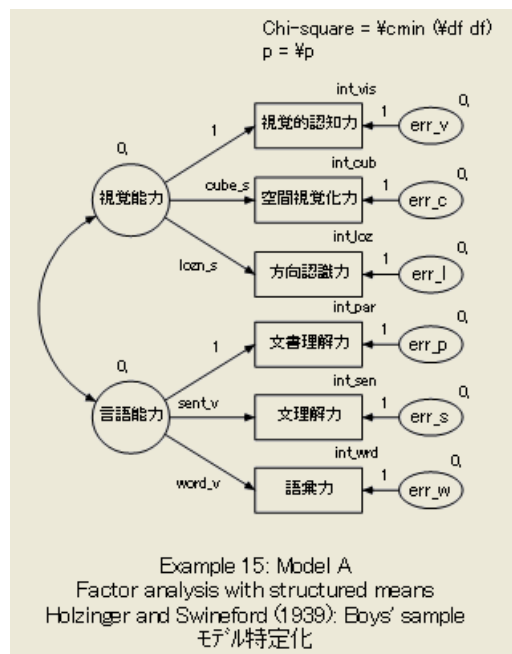 Chi-square = ¥cmin (¥df df)
p = ¥p
int_vis
0,
1
視覚的認知力
1
err_v
0,
int_cub
0,
視覚能力
cube_s
空間視覚化力
1
err_c
int_loz
0,
lozn_s
方向認識力
1
err_l
int_par
0,
1
文書理解力
1
err_p
0,
int_sen
0,
言語能力
sent_v
文理解力
1
err_s
int_wrd
0,
word_v
語彙力
1
err_w
Example 15: Model A
Factor analysis with structured means
Holzinger and Swineford (1939): Boys' sample
モデル特定化